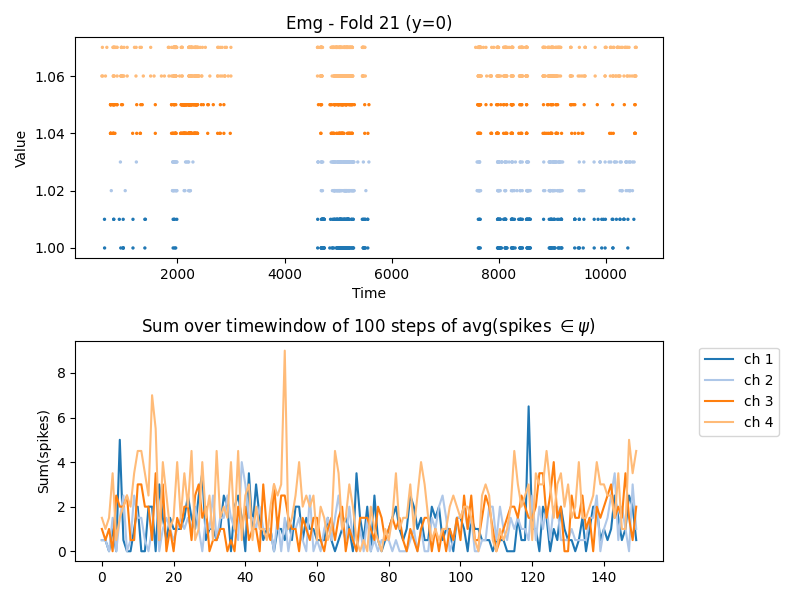 Emg - Fold 21 (y=0)
Value
1.06
1.04
1.02
1.00
2000 4000 6000 8000 10000
Time
Sum over timewindow of 100 steps of avg(spikes ∈ ψ)
Sum(spikes)
8
6
4
2
0
0 20 40 60 80 100 120 140
ch 1
ch 2
ch 3
ch 4